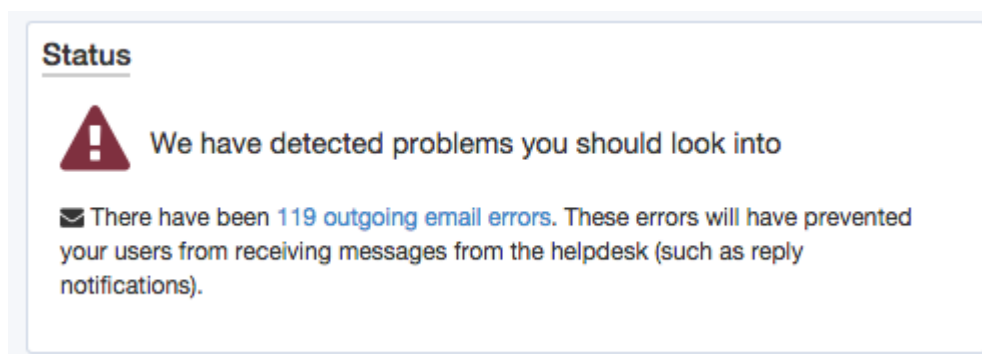 Status
We have detected problems you should look into
There have been 119 outgoing email errors. These errors will have prevented
your users from receiving messages from the helpdesk (such as reply
notifications).